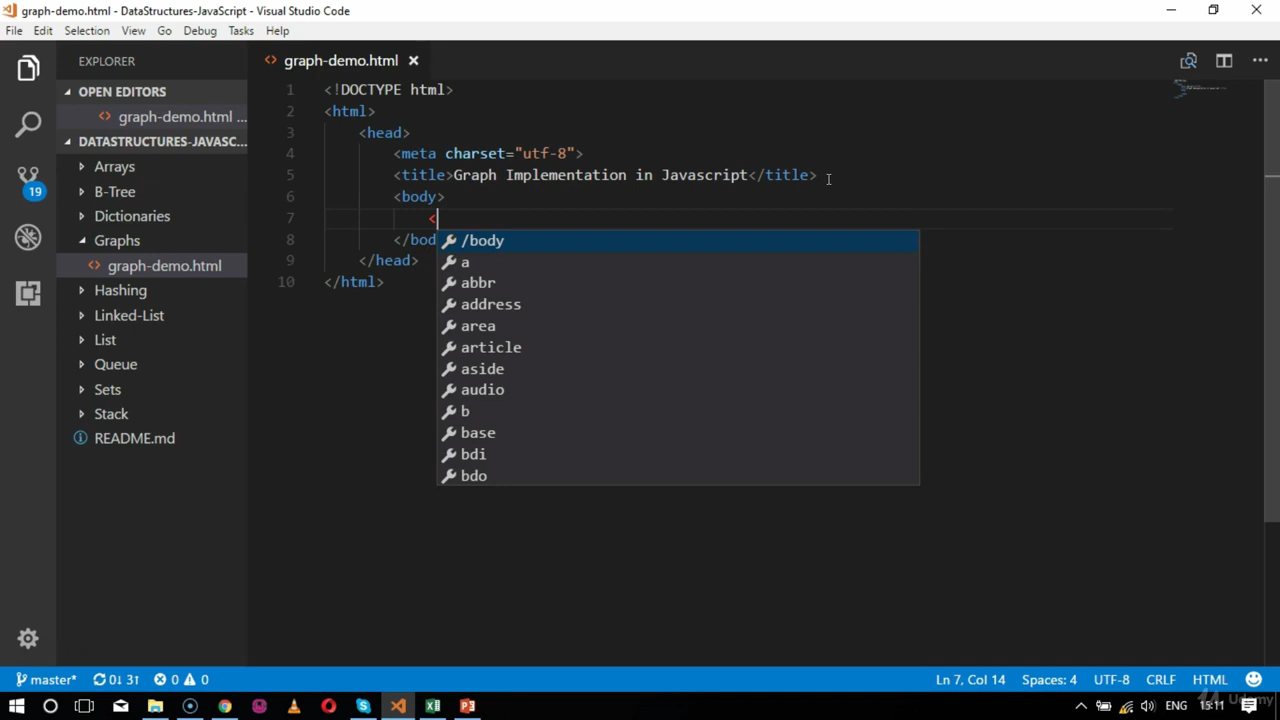 graph-demo.html - DataStructures-JavaScript - Visual Studio Code
File Edit Selection View Go Debug Tasks Help
EXPLORER
OPEN EDITORS
graph-demo.html ...
DATASTRUCTURES-JAVASC...
Arrays
B-Tree
Dictionaries
Graphs
graph-demo.html
Hashing
Linked-List
List
Queue
Sets
Stack
README.md
19
graph-demo.html
1 <!DOCTYPE html>
2 <html>
3 <head>
4 <meta charset="utf-8">
5 <title>Graph Implementation in Javascript</title>
6 <body>
7 <
8 </bod
9 </head>
10 </html>
/body
a
abbr
address
area
article
aside
audio
b
base
bdi
bdo
master* 0↓ 3↑ 0 0 Ln 7, Col 14 Spaces: 4 UTF-8 CRLF HTML
ENG 15:11
Udemy